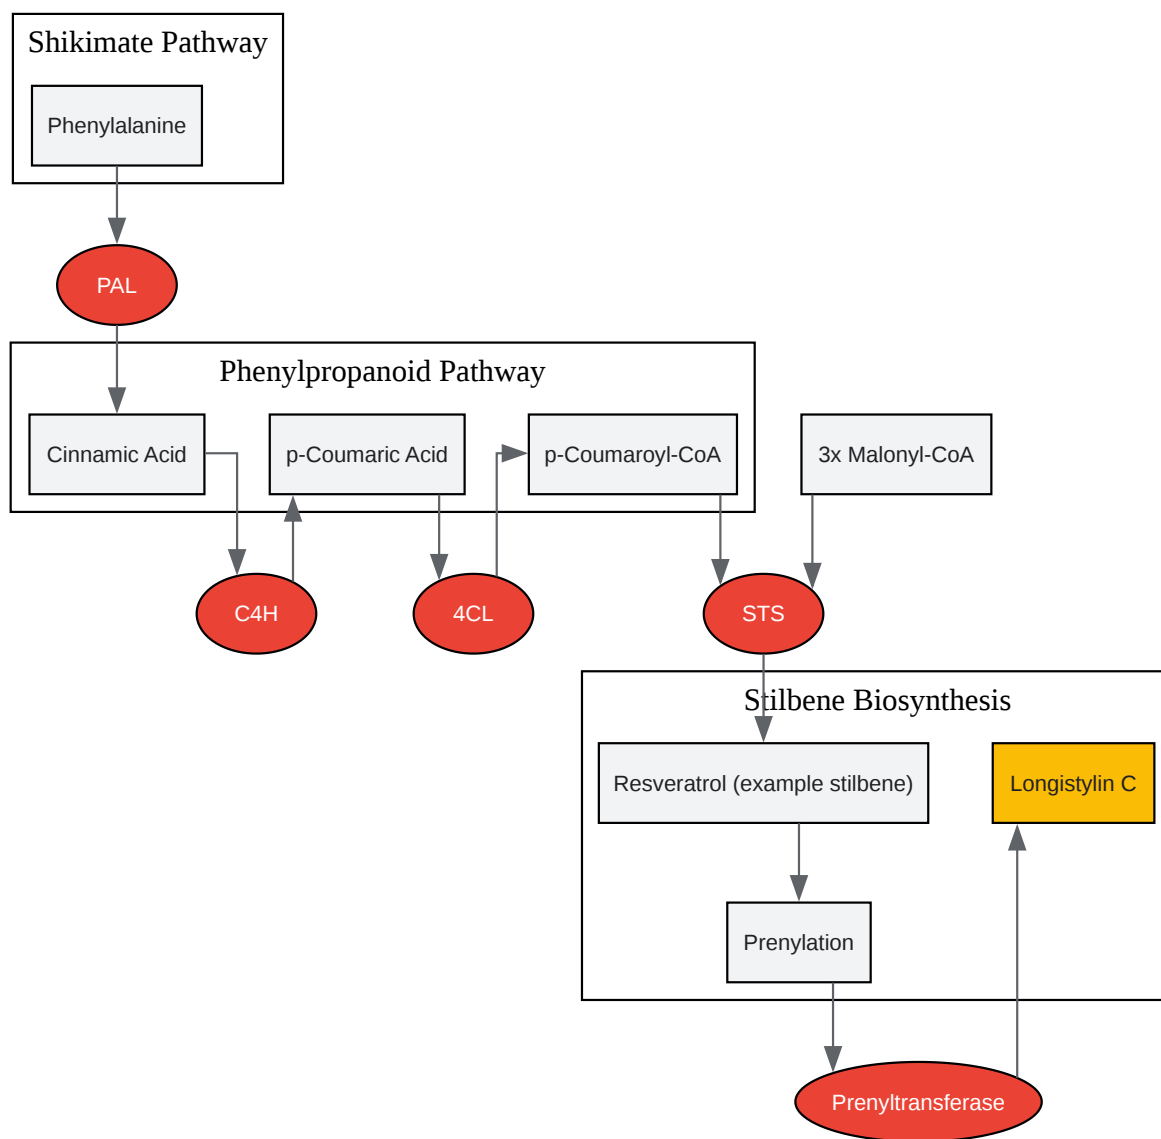 Shikimate Pathway
Phenylalanine
PAL
Phenylpropanoid Pathway
Cinnamic Acid
p-Coumaric Acid
p-Coumaroyl-CoA
3x Malonyl-CoA
C4H
4CL
STS
Stilbene Biosynthesis
Resveratrol (example stilbene)
Longistylin C
Prenylation
Prenyltransferase